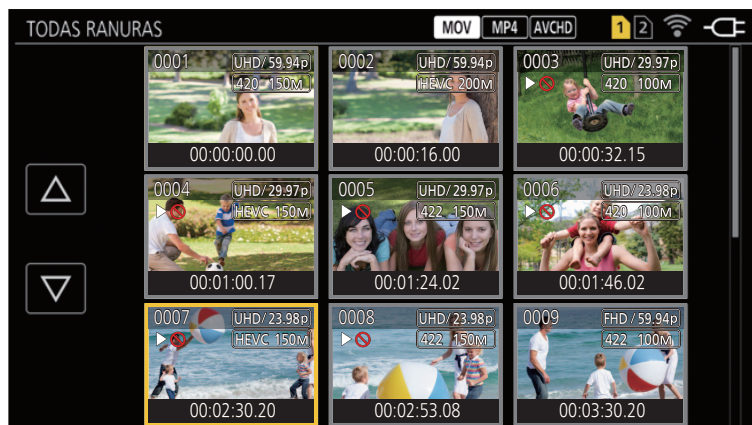 TODAS RANURAS MOV MP4 AVCHD 1 2
0001 UHD/59.94p
420 150M
00:00:00.00
0002 UHD/59.94p
HEVC 200M
00:00:16.00
0003 UHD/29.97p
420 100M
00:00:32.15
0004 UHD/29.97p
HEVC 150M
00:01:00.17
0005 UHD/29.97p
422 150M
00:01:24.02
0006 UHD/23.98p
420 100M
00:01:46.02
0007 UHD/23.98p
HEVC 150M
00:02:30.20
0008 UHD/23.98p
422 150M
00:02:53.08
0009 FHD/59.94p
422 100M
00:03:30.20